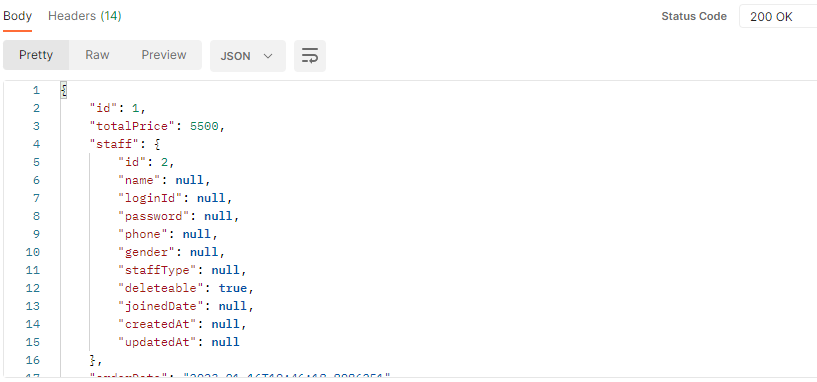 Body Headers (14) Status Code 200 OK
Pretty Raw Preview JSON
1 {
2 "id": 1,
3 "totalPrice": 5500,
4 "staff": {
5 "id": 2,
6 "name": null,
7 "loginId": null,
8 "password": null,
9 "phone": null,
10 "gender": null,
11 "staffType": null,
12 "deleteable": true,
13 "joinedDate": null,
14 "createdAt": null,
15 "updatedAt": null
16 },
17